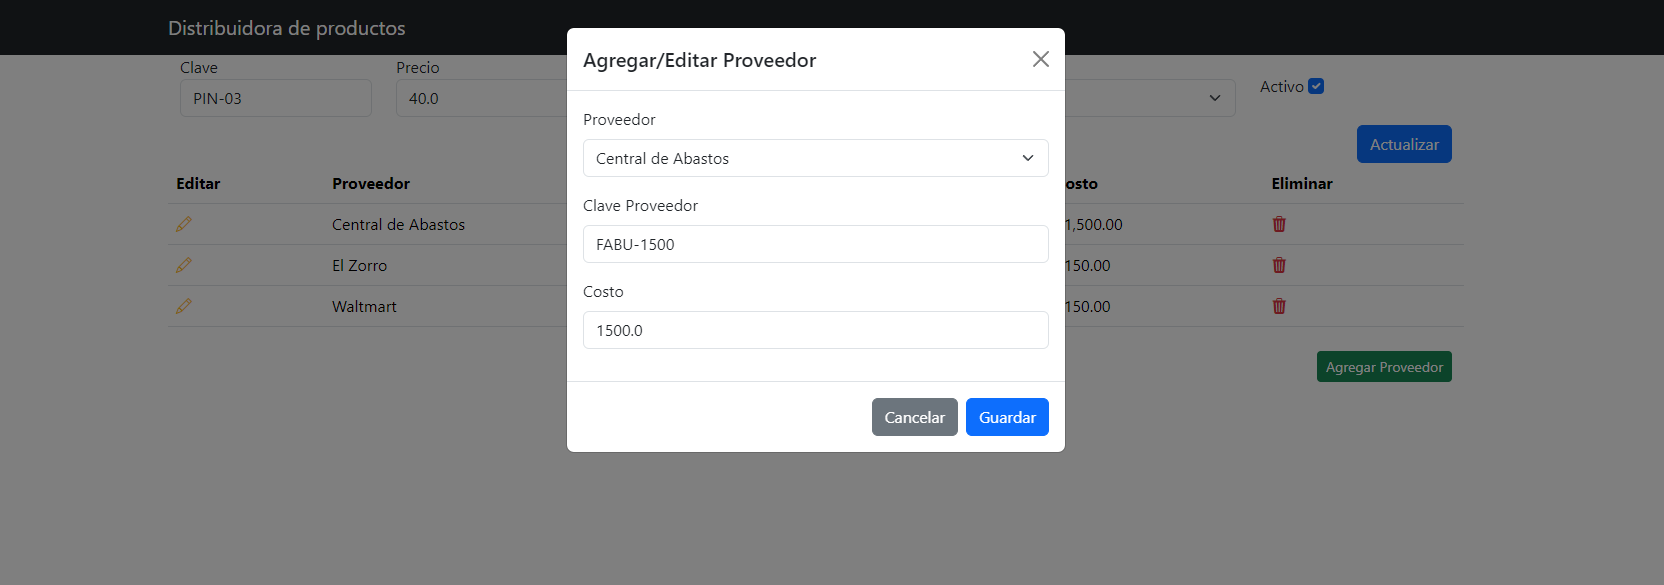 Distribuidora de productos
Clave
Precio
PIN-03
40.0
Activo
Actualizar
Editar Proveedor osto Eliminar
Central de Abastos 1,500.00
El Zorro 150.00
Waltmart 150.00
Agregar Proveedor
Agregar/Editar Proveedor
Proveedor
Central de Abastos
Clave Proveedor
FABU-1500
Costo
1500.0
Cancelar Guardar